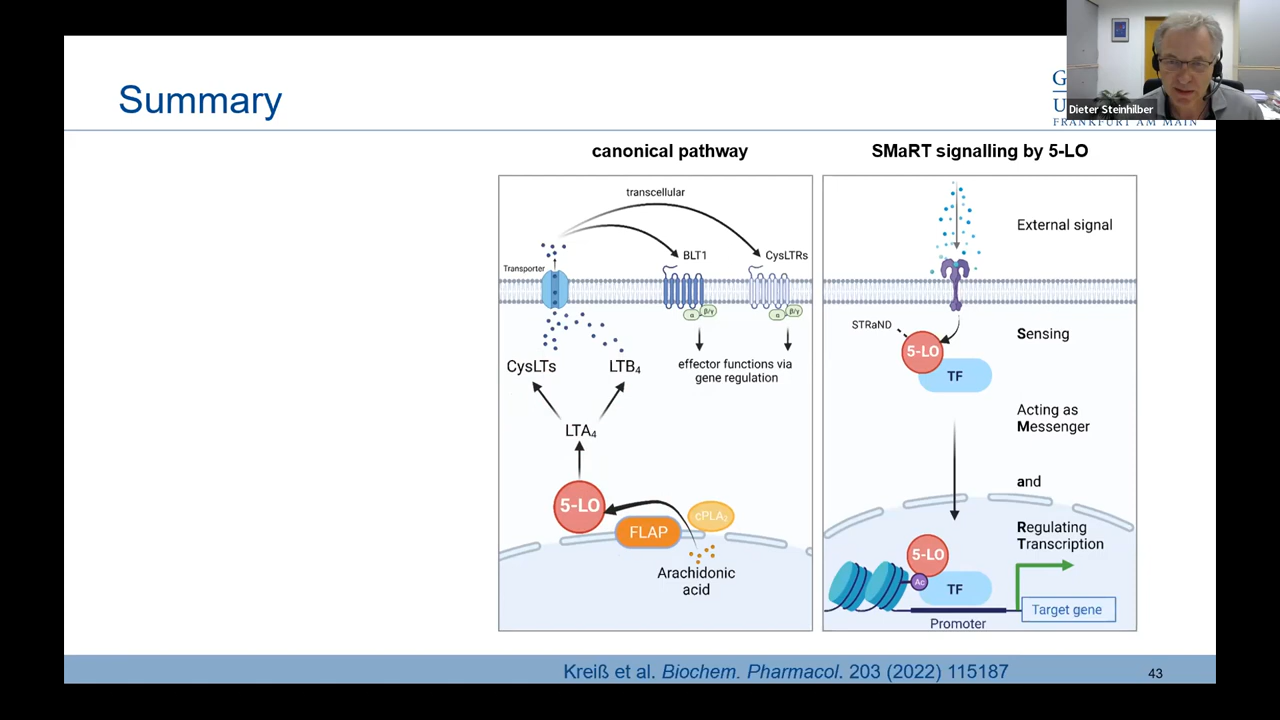 Summary
G
U
FRANKFURT AM MAIN
Dieter Steinhilber
canonical pathway
transcellular
Transporter
BLT1
CysLTRs
α
β/γ
α
β/γ
CysLTs
LTB₄
effector functions via
gene regulation
LTA₄
5-LO
FLAP
cPLA₂
Arachidonic
acid
SMaRT signalling by 5-LO
External signal
STRaND
Sensing
5-LO
TF
Acting as
Messenger
and
Regulating
Transcription
5-LO
Ac
TF
Target gene
Promoter
Kreiß et al. Biochem. Pharmacol. 203 (2022) 115187
43